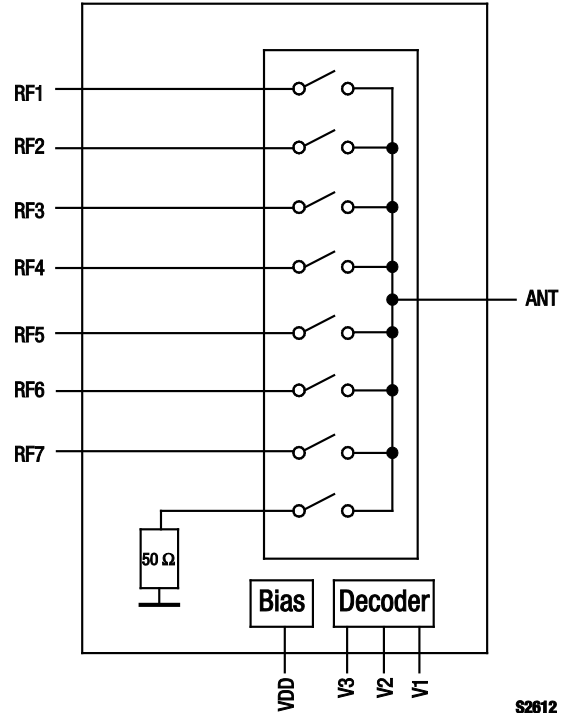 RF1
RF2
RF3
RF4
ANT
RF5
RF6
RF7
50 Ω
Bias
Decoder
VDD
V3
V2
V1
S2612